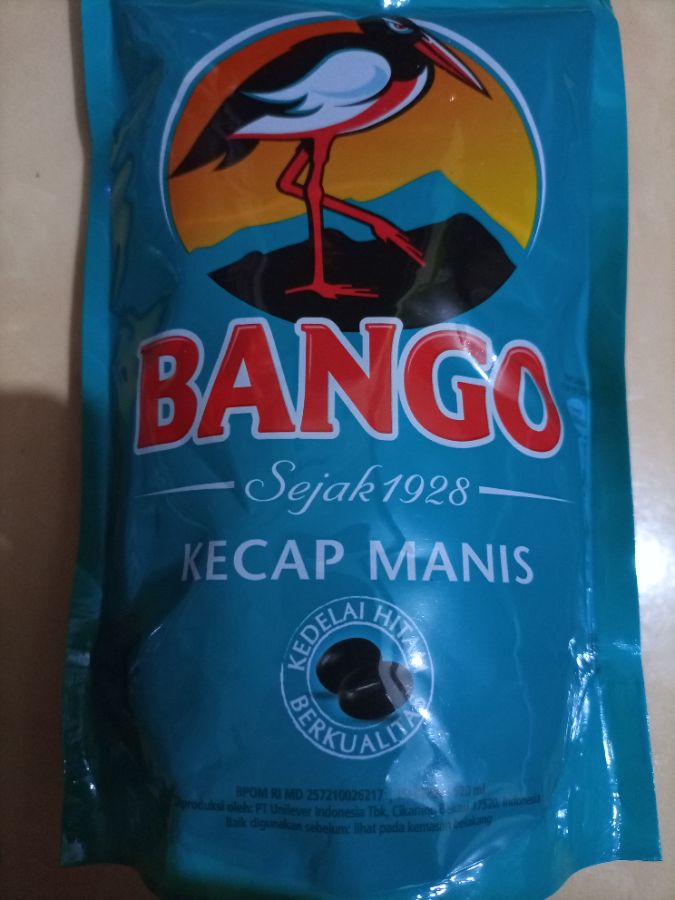 BANGO
Sejak 1928
KECAP MANIS
KEDELAI HITAM
BERKUALITAS
BPOM RI MD 257210026217
Diproduksi oleh: PT Unilever Indonesia Tbk, Cikarang Bekasi 17520, Indonesia
Baik digunakan sebelum: lihat pada kemasan belakang